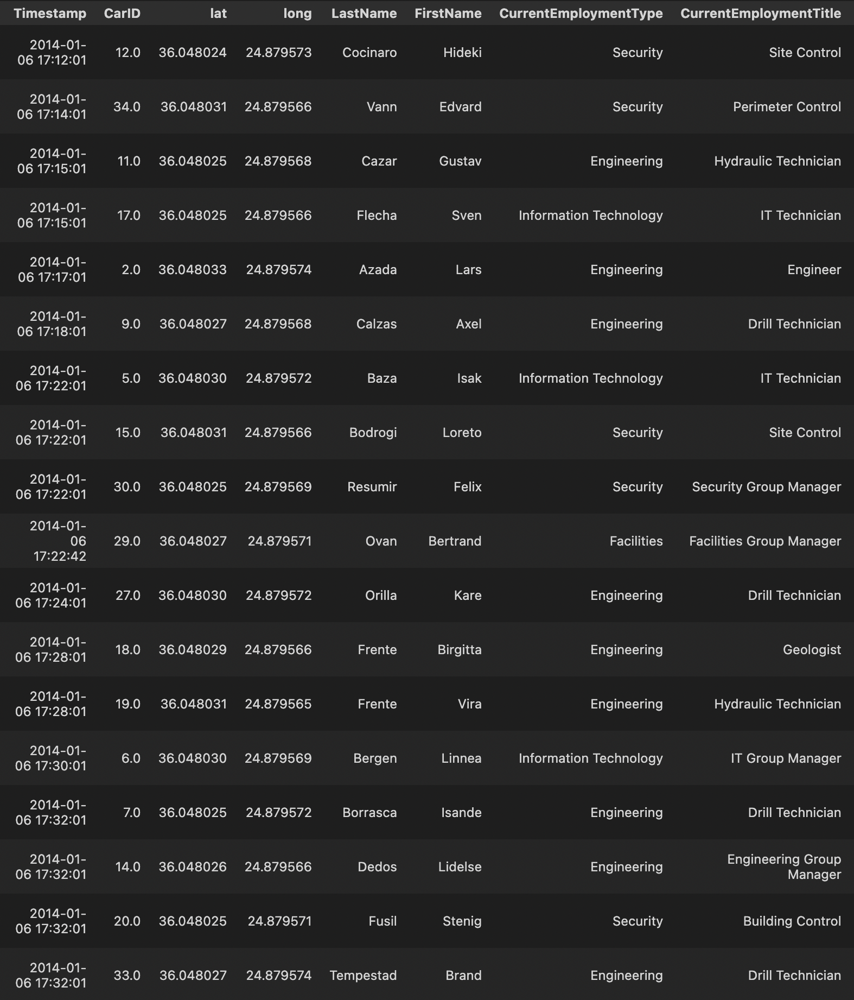 Timestamp CarID lat long LastName FirstName CurrentEmploymentType CurrentEmploymentTitle
2014-01-
06 17:12:01 12.0 36.048024 24.879573 Cocinaro Hideki Security Site Control
2014-01-
06 17:14:01 34.0 36.048031 24.879566 Vann Edvard Security Perimeter Control
2014-01-
06 17:15:01 11.0 36.048025 24.879568 Cazar Gustav Engineering Hydraulic Technician
2014-01-
06 17:15:01 17.0 36.048025 24.879566 Flecha Sven Information Technology IT Technician
2014-01-
06 17:17:01 2.0 36.048033 24.879574 Azada Lars Engineering Engineer
2014-01-
06 17:18:01 9.0 36.048027 24.879568 Calzas Axel Engineering Drill Technician
2014-01-
06 17:22:01 5.0 36.048030 24.879572 Baza Isak Information Technology IT Technician
2014-01-
06 17:22:01 15.0 36.048031 24.879566 Bodrogi Loreto Security Site Control
2014-01-
06 17:22:01 30.0 36.048025 24.879569 Resumir Felix Security Security Group Manager
2014-01-
06 29.0 36.048027 24.879571 Ovan Bertrand Facilities Facilities Group Manager
17:22:42
2014-01-
06 17:24:01 27.0 36.048030 24.879572 Orilla Kare Engineering Drill Technician
2014-01-
06 17:28:01 18.0 36.048029 24.879566 Frente Birgitta Engineering Geologist
2014-01-
06 17:28:01 19.0 36.048031 24.879565 Frente Vira Engineering Hydraulic Technician
2014-01-
06 17:30:01 6.0 36.048030 24.879569 Bergen Linnea Information Technology IT Group Manager
2014-01-
06 17:32:01 7.0 36.048025 24.879572 Borrasca Isande Engineering Drill Technician
2014-01-
06 17:32:01 14.0 36.048026 24.879566 Dedos Lidelse Engineering Engineering Group
Manager
2014-01-
06 17:32:01 20.0 36.048025 24.879571 Fusil Stenig Security Building Control
2014-01-
06 17:32:01 33.0 36.048027 24.879574 Tempestad Brand Engineering Drill Technician